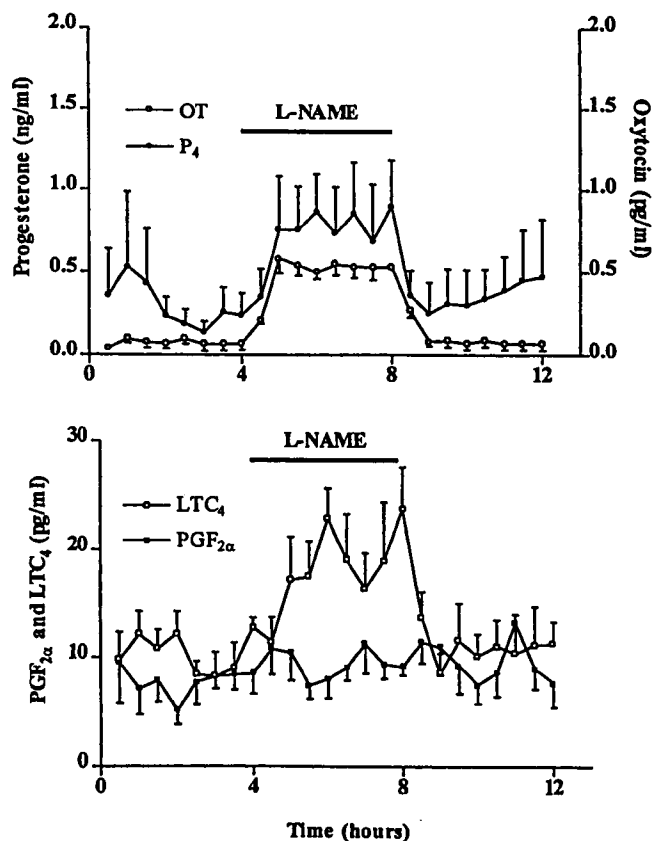 2.0
2.0
1.5
1.5
1.0
1.0
0.5
0.5
0.0
0.0
Progesterone (ng/ml)
Oxytocin (pg/ml)
OT
P₄
L-NAME
0
4
8
12
30
20
10
0
PGF₂α and LTC₄ (pg/ml)
L-NAME
LTC₄
PGF₂α
0
4
8
12
Time (hours)